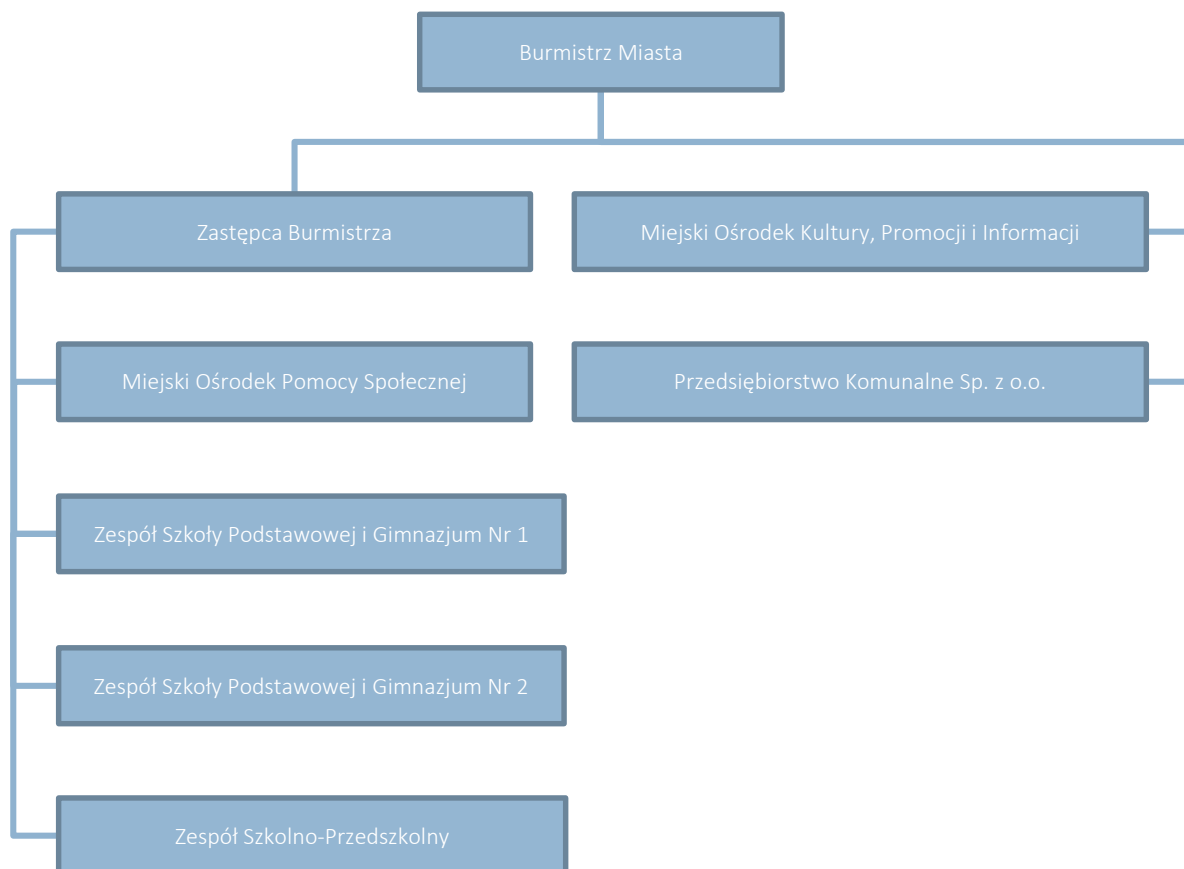 Burmistrz Miasta
Zastępca Burmistrza
Miejski Ośrodek Kultury, Promocji i Informacji
Miejski Ośrodek Pomocy Społecznej
Przedsiębiorstwo Komunalne Sp. z o.o.
Zespół Szkoły Podstawowej i Gimnazjum Nr 1
Zespół Szkoły Podstawowej i Gimnazjum Nr 2
Zespół Szkolno-Przedszkolny